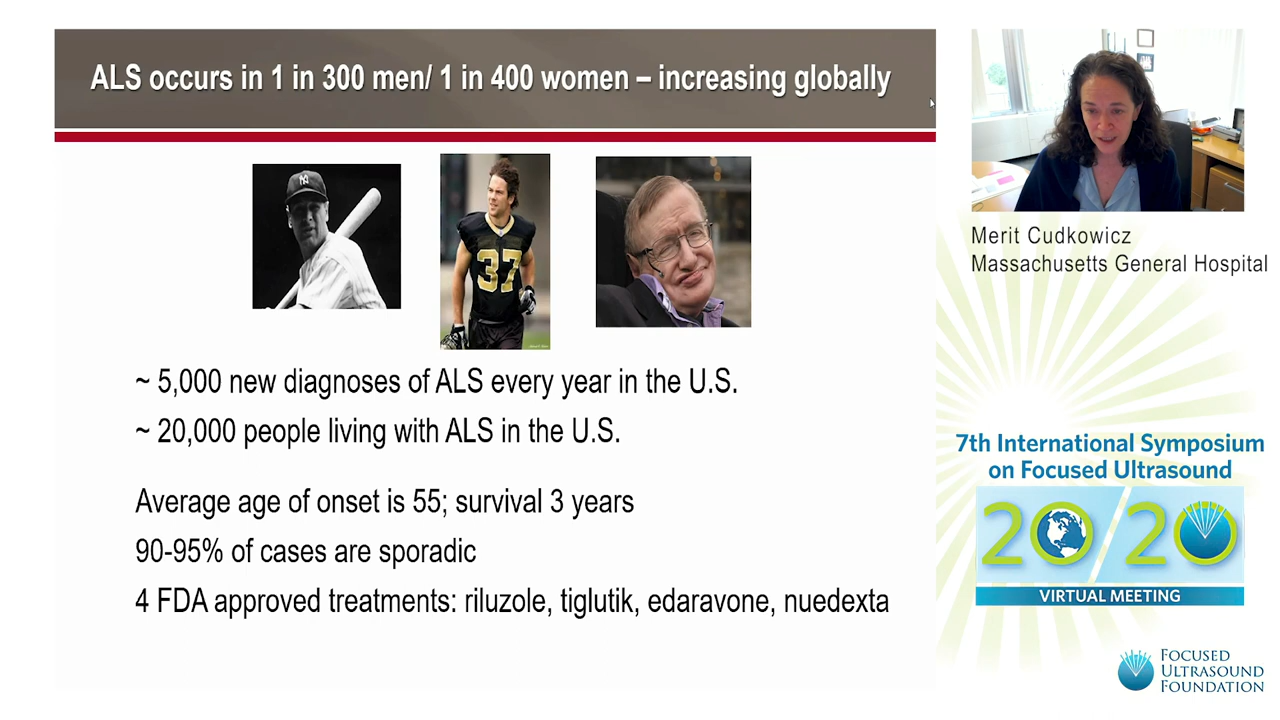 ALS occurs in 1 in 300 men/ 1 in 400 women – increasing globally
NY
37
~ 5,000 new diagnoses of ALS every year in the U.S.
~ 20,000 people living with ALS in the U.S.
Average age of onset is 55; survival 3 years
90-95% of cases are sporadic
4 FDA approved treatments: riluzole, tiglutik, edaravone, nuedexta
Merit Cudkowicz
Massachusetts General Hospital
7th International Symposium
on Focused Ultrasound
20/20
VIRTUAL MEETING
FOCUSED
ULTRASOUND
FOUNDATION